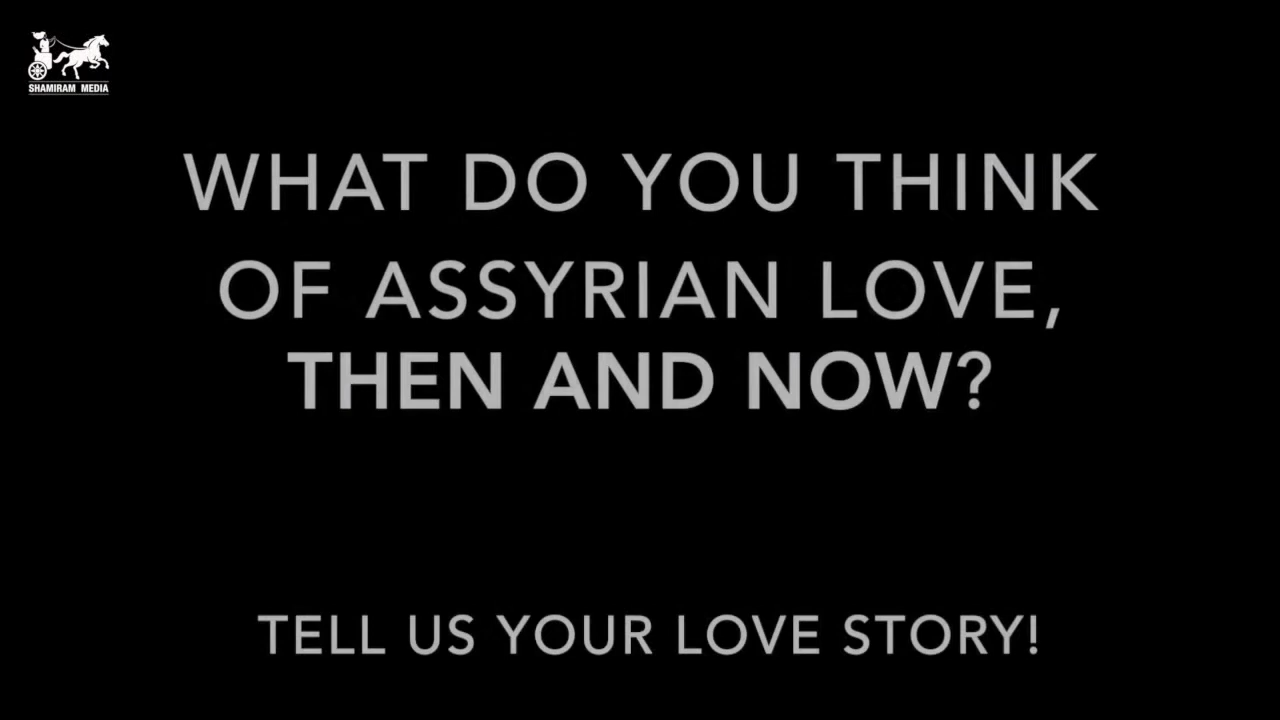 SHAMIRAM MEDIA
WHAT DO YOU THINK
OF ASSYRIAN LOVE,
THEN AND NOW?
TELL US YOUR LOVE STORY!